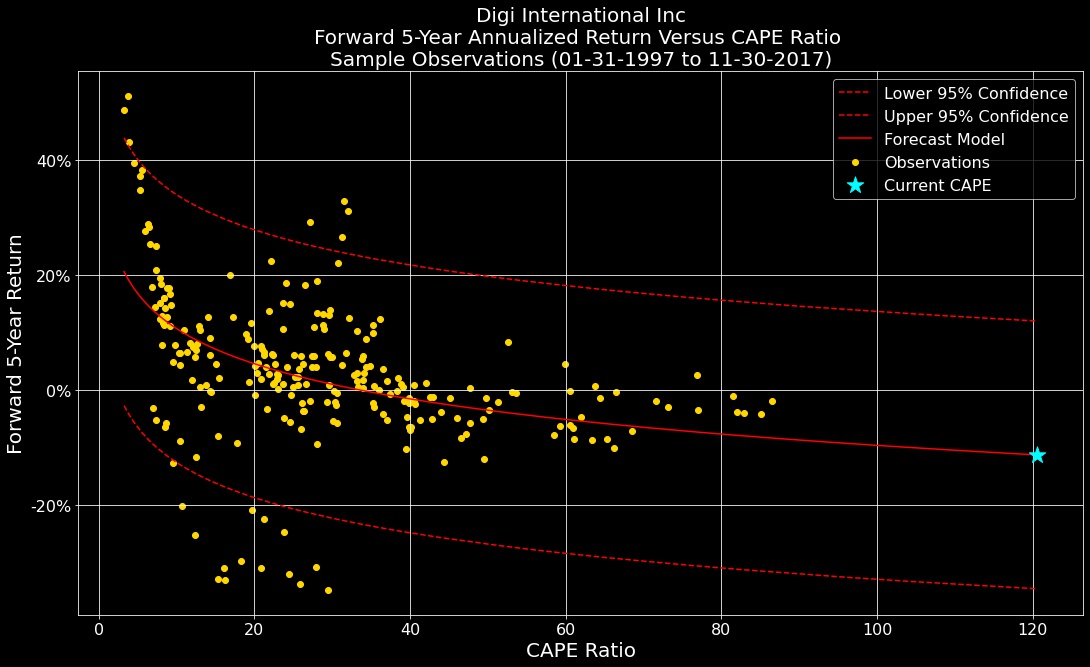 Digi International Inc
Forward 5-Year Annualized Return Versus CAPE Ratio
Sample Observations (01-31-1997 to 11-30-2017)
Lower 95% Confidence
Upper 95% Confidence
Forecast Model
Observations
Current CAPE
Forward 5-Year Return
40%
20%
0%
-20%
0
20
40
60
80
100
120
CAPE Ratio